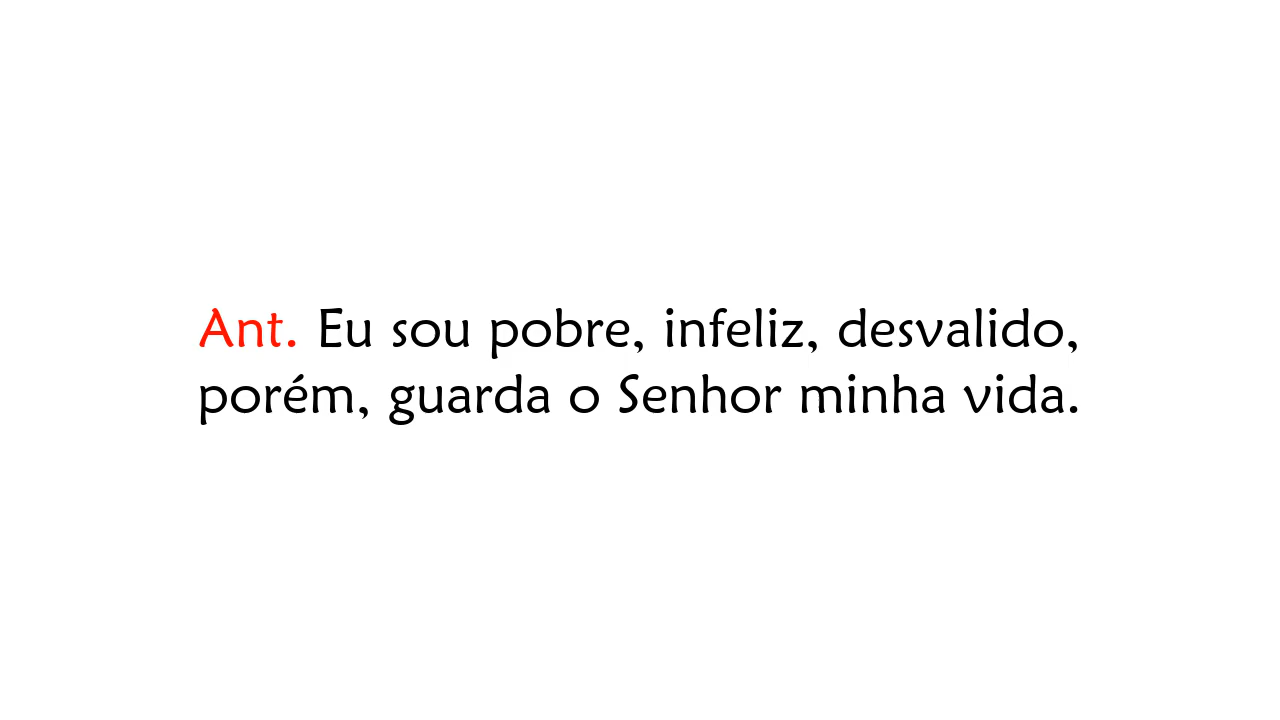 Ant. Eu sou pobre, infeliz, desvalido,
porém, guarda o Senhor minha vida.